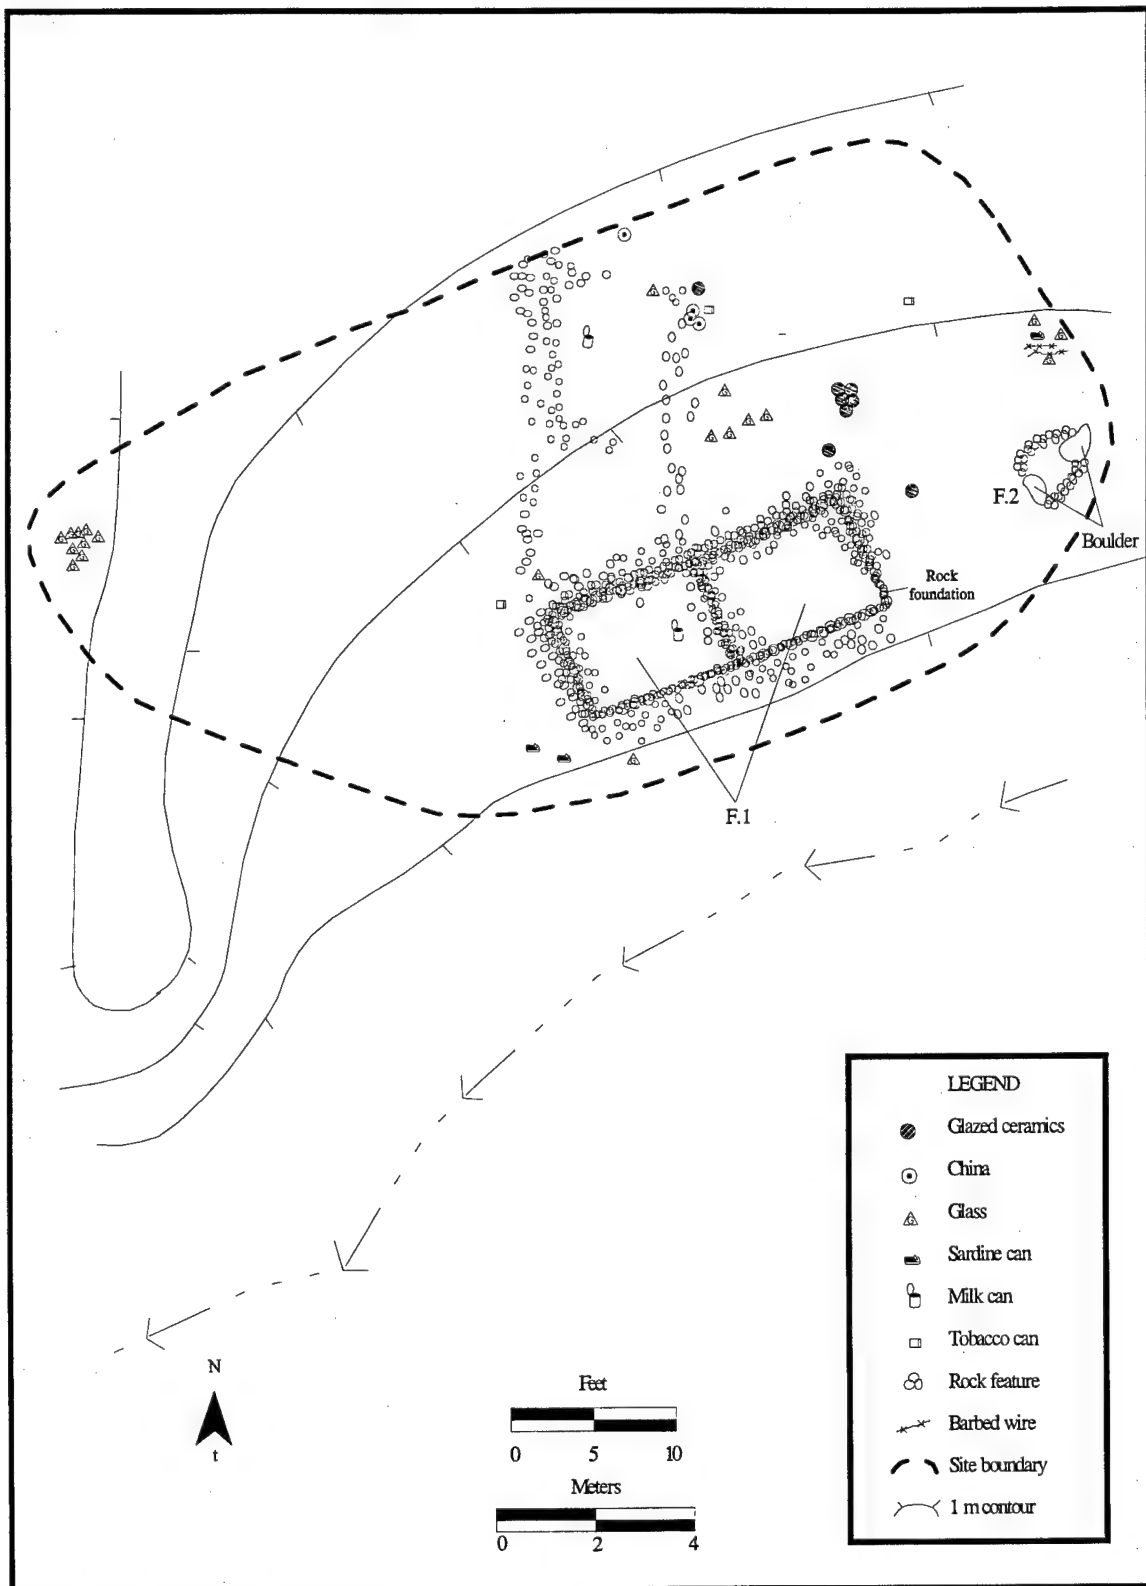 F.2
Boulder
Rock
foundation
F.1
LEGEND
Glazed ceramics
China
G Glass
Sardine can
Milk can
Tobacco can
Rock feature
Barbed wire
Site boundary
1 m contour
N
t
Feet
0 5 10
Meters
0 2 4